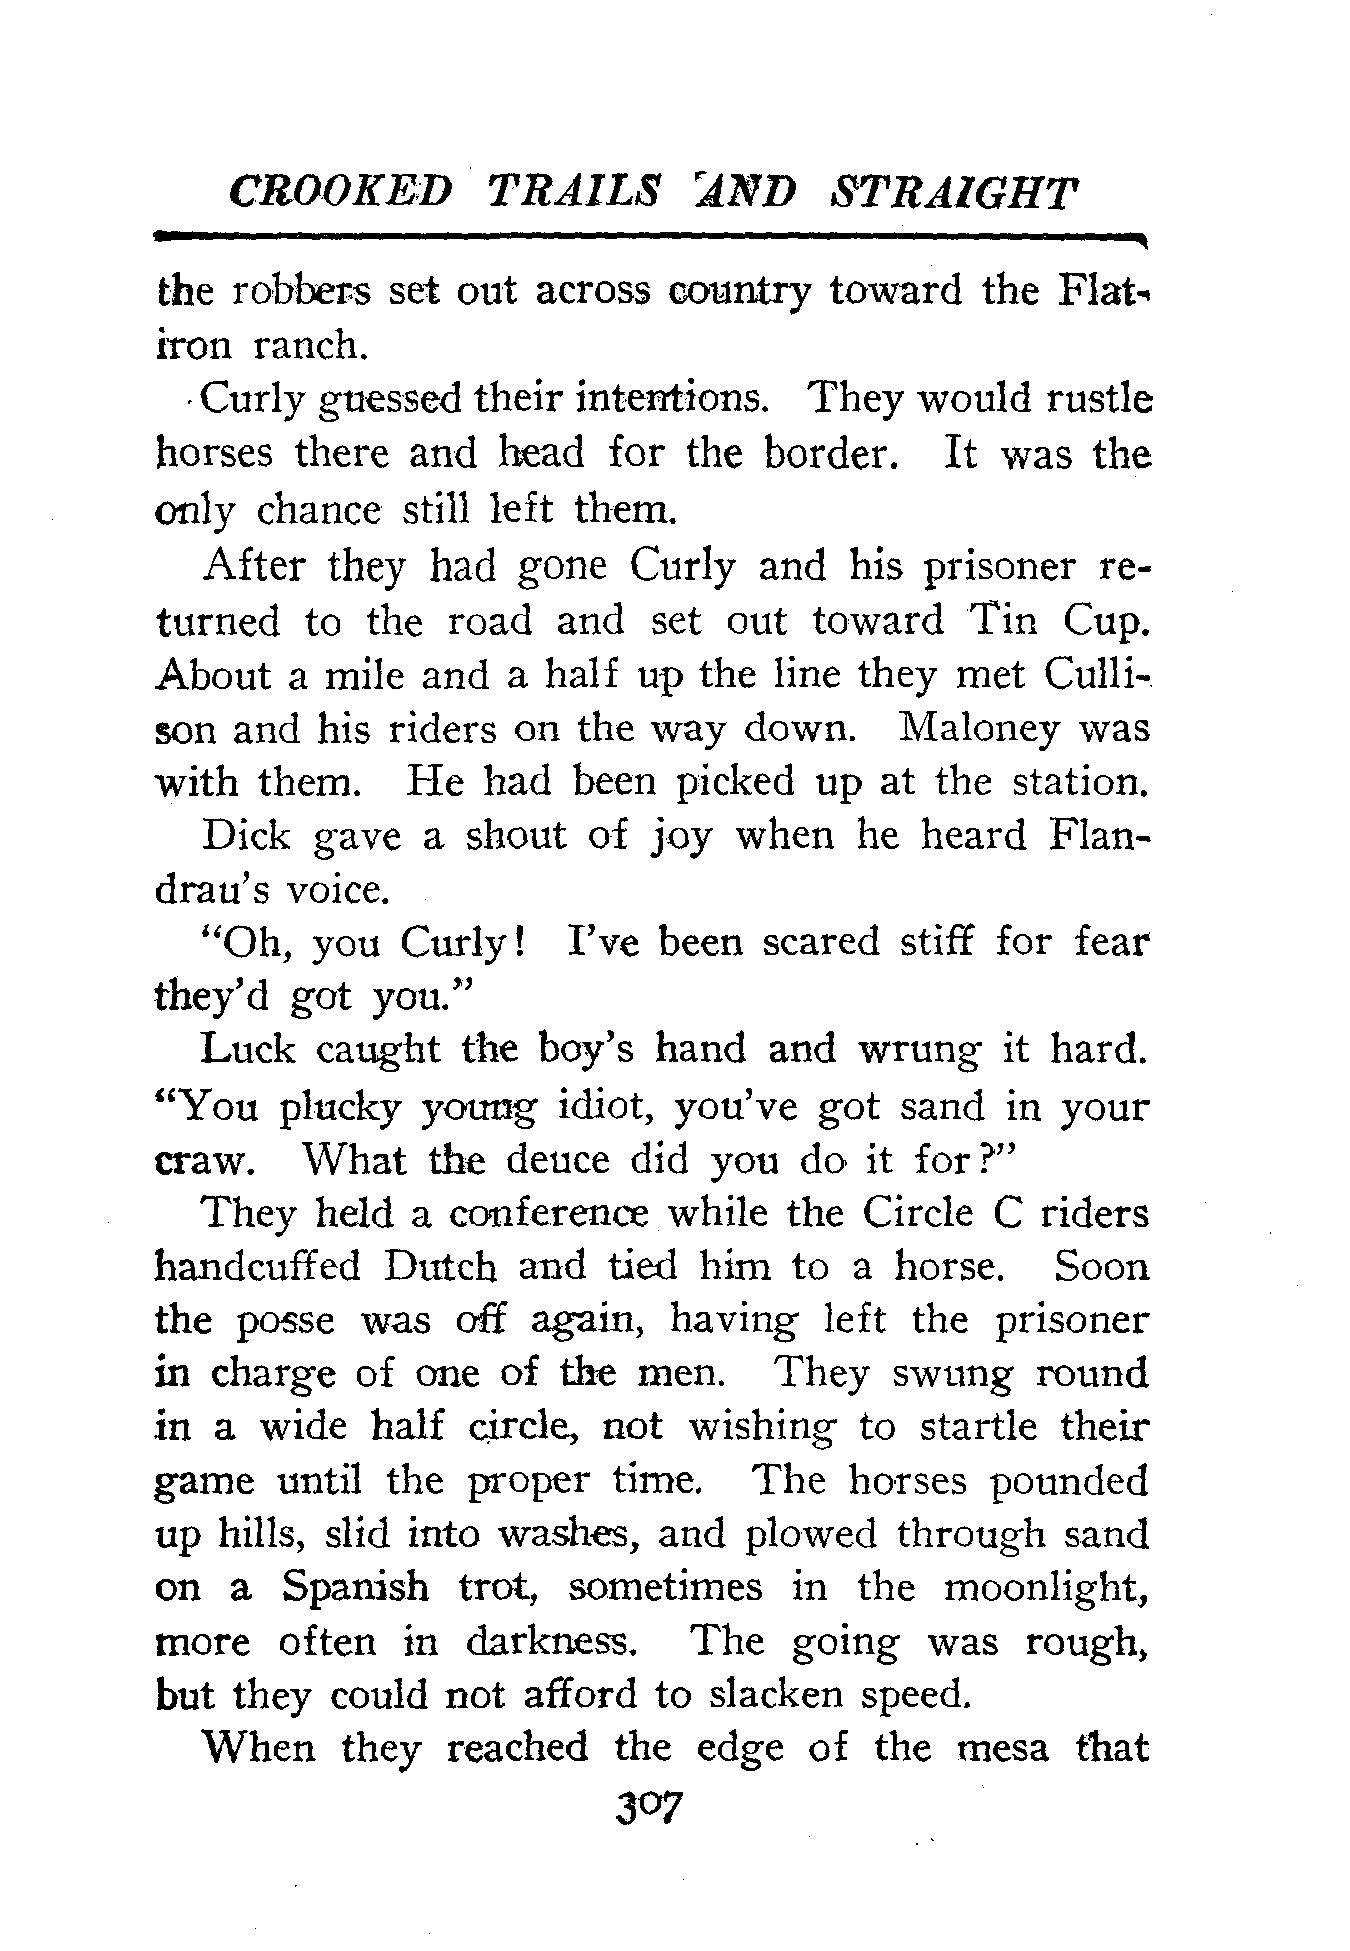 CROOKED TRAILS AND STRAIGHT
the robbers set out across country toward the Flat-
iron ranch.
Curly guessed their intentions. They would rustle
horses there and head for the border. It was the
only chance still left them.
After they had gone Curly and his prisoner re-
turned to the road and set out toward Tin Cup.
About a mile and a half up the line they met Culli-
son and his riders on the way down. Maloney was
with them. He had been picked up at the station.
Dick gave a shout of joy when he heard Flan-
drau's voice.
"Oh, you Curly! I've been scared stiff for fear
they'd got you."
Luck caught the boy's hand and wrung it hard.
"You plucky young idiot, you've got sand in your
craw. What the deuce did you do it for?"
They held a conference while the Circle C riders
handcuffed Dutch and tied him to a horse. Soon
the posse was off again, having left the prisoner
in charge of one of the men. They swung round
in a wide half circle, not wishing to startle their
game until the proper time. The horses pounded
up hills, slid into washes, and plowed through sand
on a Spanish trot, sometimes in the moonlight,
more often in darkness. The going was rough,
but they could not afford to slacken speed.
When they reached the edge of the mesa that
307